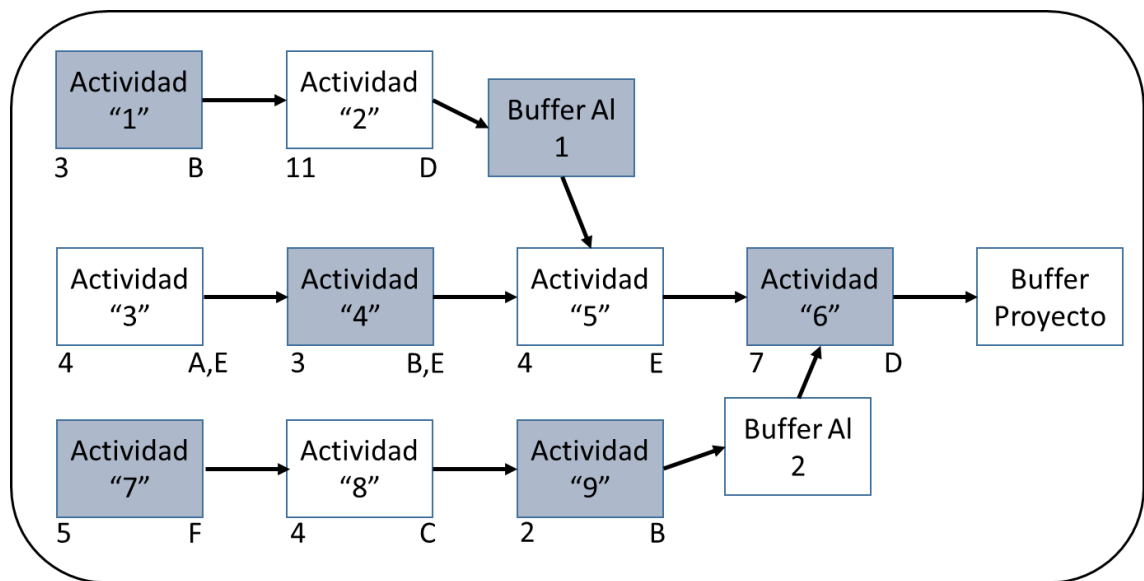 Actividad
“1”
3 B
Actividad
“2”
11 D
Buffer Al
1
Actividad
“3”
4 A,E
Actividad
“4”
3 B,E
Actividad
“5”
4 E
Actividad
“6”
7 D
Buffer
Proyecto
Actividad
“7”
5 F
Actividad
“8”
4 C
Actividad
“9”
2 B
Buffer Al
2